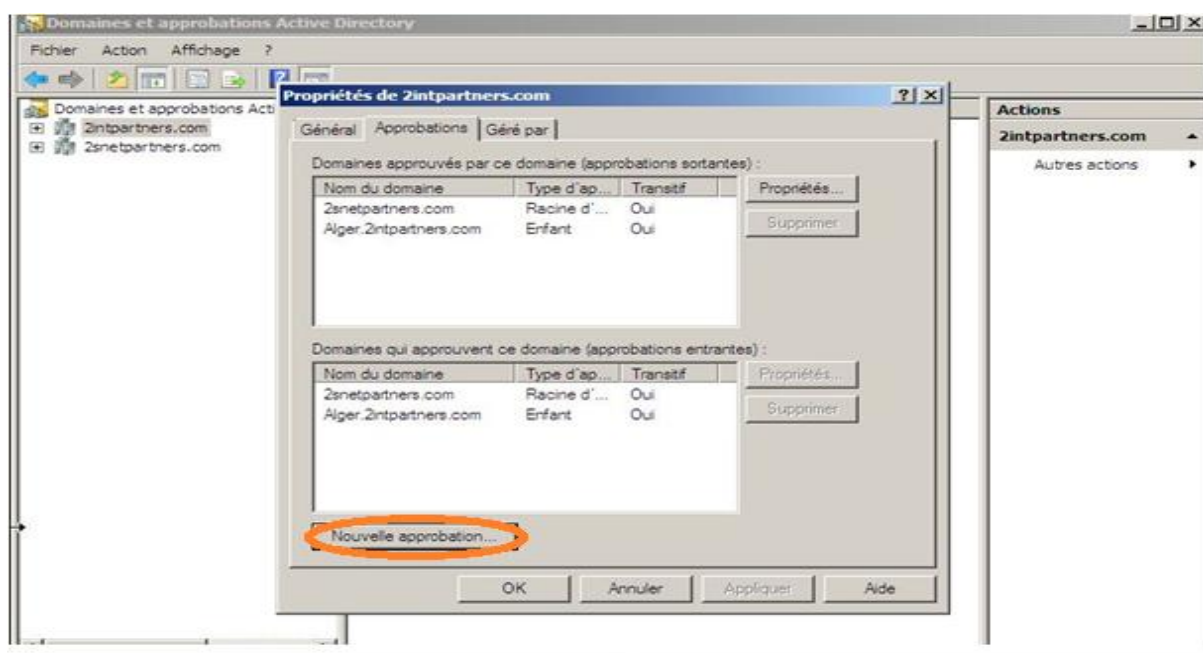 Domaines et approbations Active Directory
Fichier Action Affichage ?
Domaines et approbations Acti
2intpartners.com
2snetpartners.com
Propriétés de 2intpartners.com
Général Approbations Géré par
Domaines approuvés par ce domaine (approbations sortantes) :
Nom du domaine Type d'ap... Transitif
2snetpartners.com Racine d'... Oui
Alger.2intpartners.com Enfant Oui
Propriétés...
Supprimer
Domaines qui approuvent ce domaine (approbations entrantes) :
Nom du domaine Type d'ap... Transitif
2snetpartners.com Racine d'... Oui
Alger.2intpartners.com Enfant Oui
Propriétés...
Supprimer
Nouvelle approbation...
OK Annuler Appliquer Aide
Actions
2intpartners.com
Autres actions